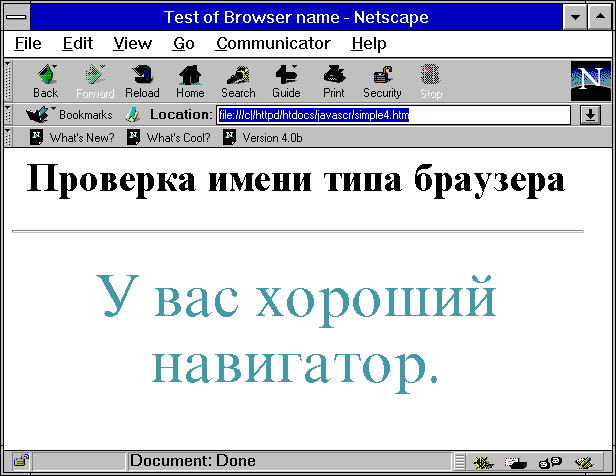 Test of Browser name - Netscape
File Edit View Go Communicator Help
Back Forward Reload Home Search Guide Print Security Stop
N
Bookmarks Location: file:///c|/httpd/htdocs/javascr/simple4.htm
What's New? What's Cool? Version 4.0b
Проверка имени типа браузера
У вас хороший
навигатор.
Document: Done